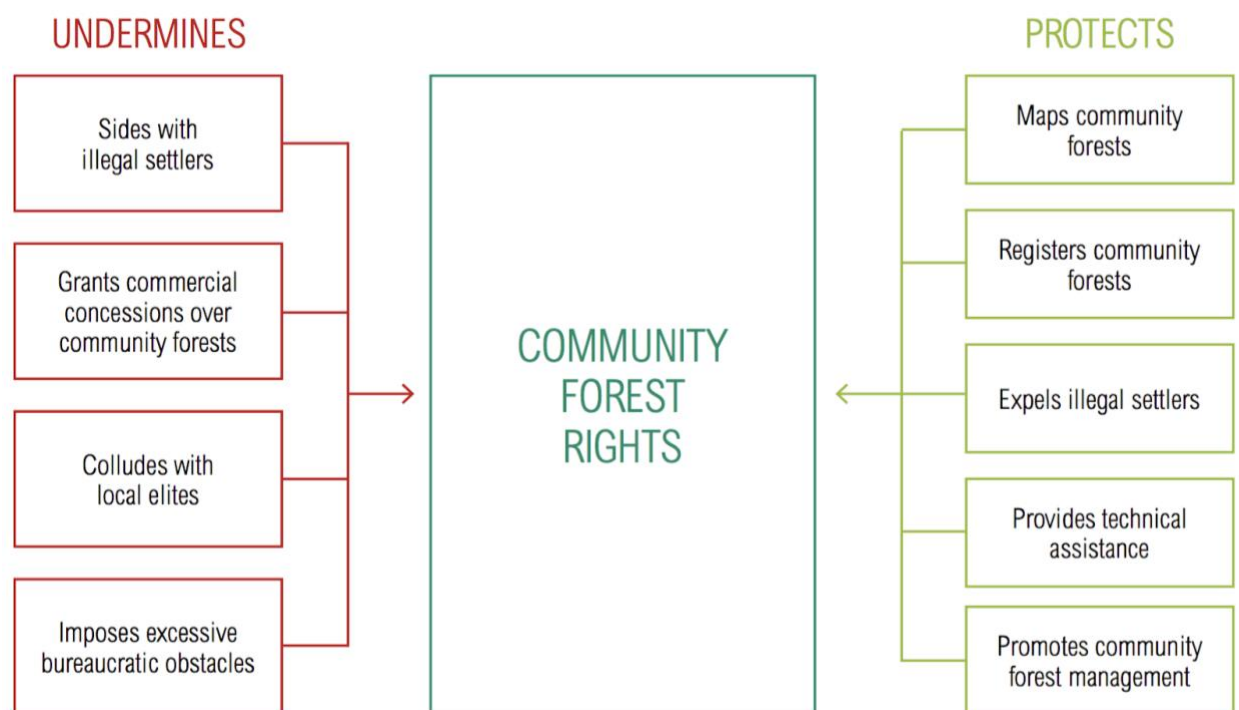 UNDERMINES
Sides with
illegal settlers
Grants commercial
concessions over
community forests
Colludes with
local elites
Imposes excessive
bureaucratic obstacles
COMMUNITY
FOREST
RIGHTS
PROTECTS
Maps community
forests
Registers community
forests
Expels illegal settlers
Provides technical
assistance
Promotes community
forest management